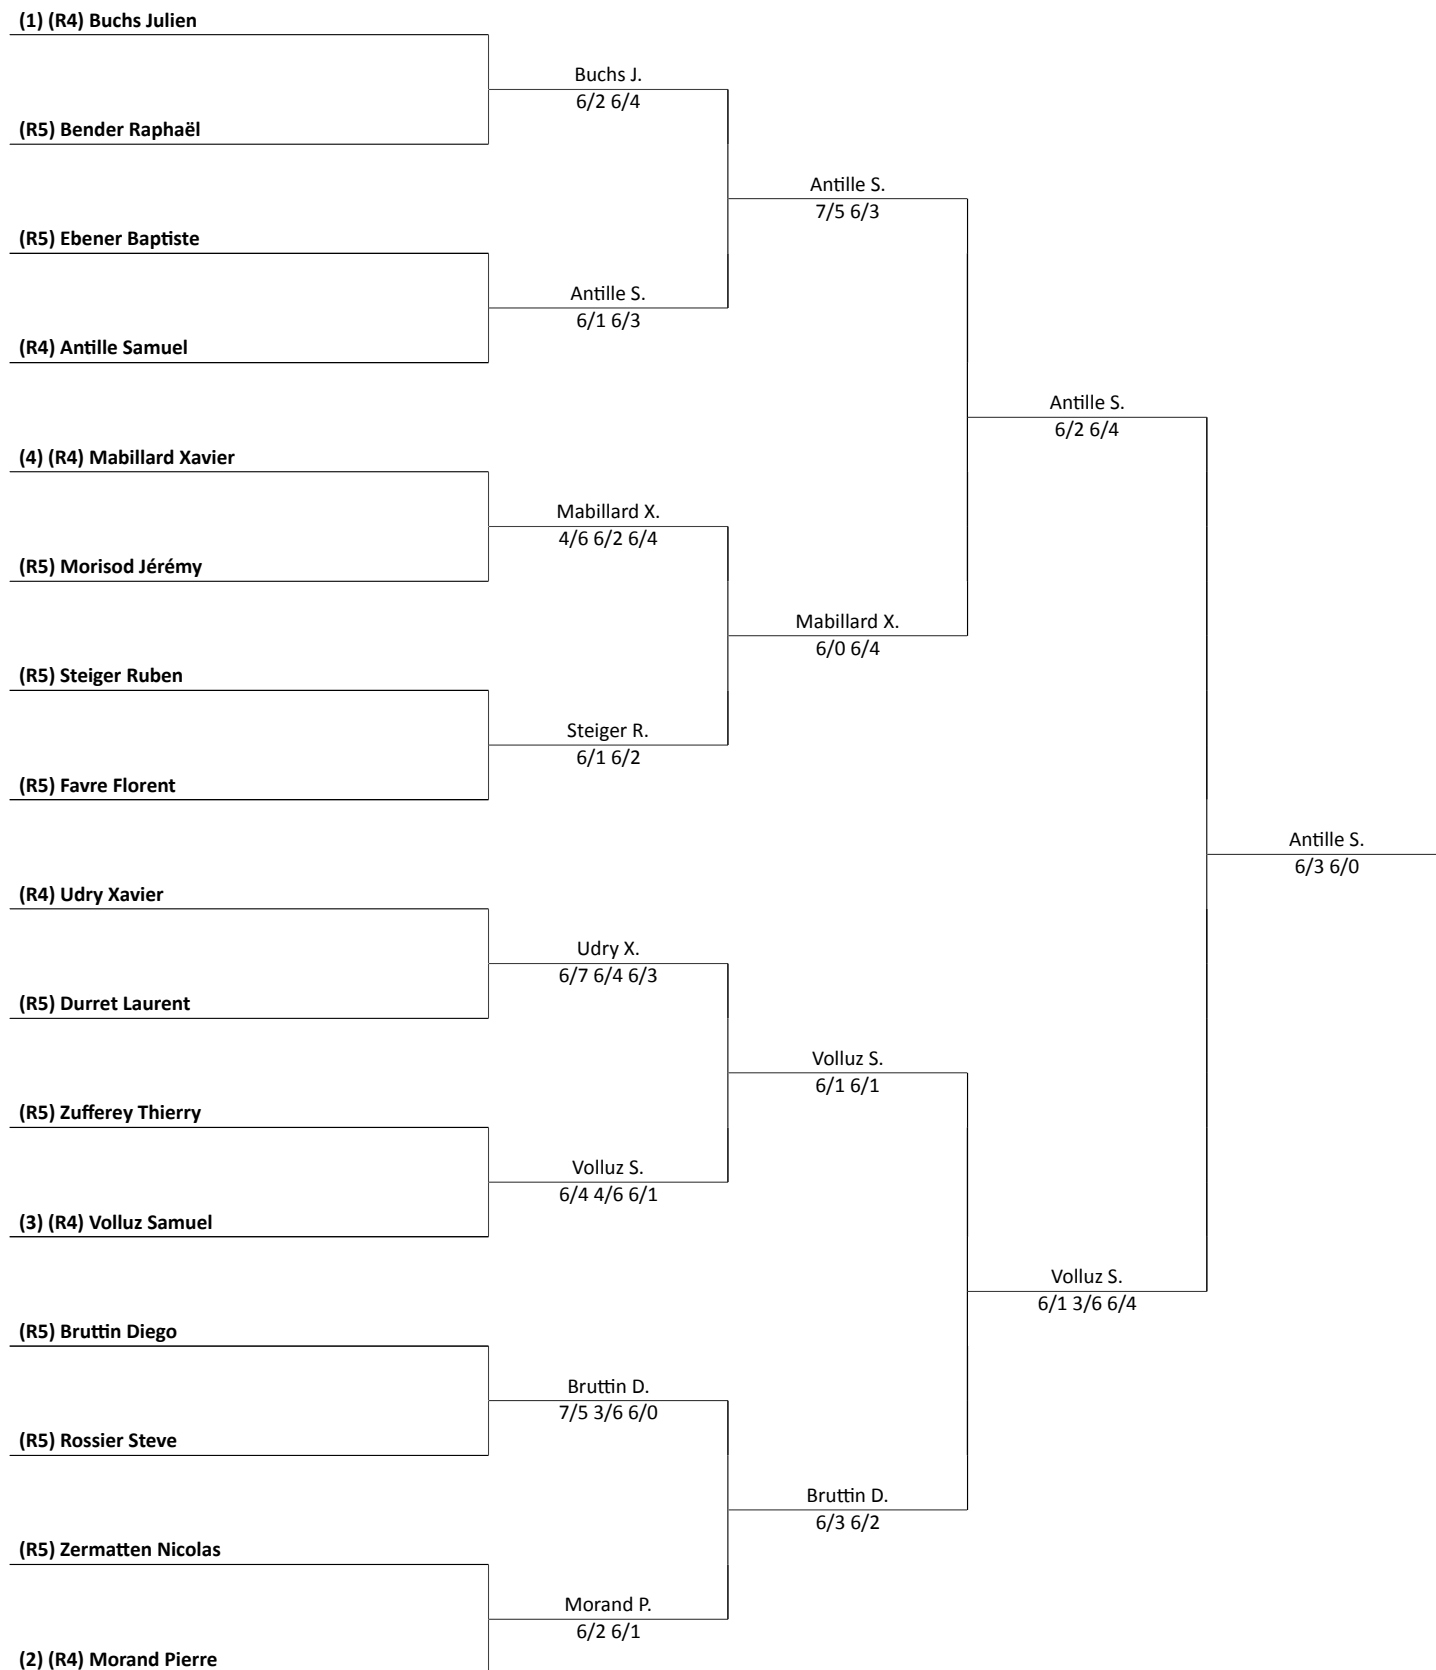 (1) (R4) Buchs Julien
Buchs J.
6/2 6/4
(R5) Bender Raphaël
Antille S.
7/5 6/3
(R5) Ebener Baptiste
Antille S.
6/1 6/3
(R4) Antille Samuel
Antille S.
6/2 6/4
(4) (R4) Mabillard Xavier
Mabillard X.
4/6 6/2 6/4
(R5) Morisod Jérémy
Mabillard X.
6/0 6/4
(R5) Steiger Ruben
Steiger R.
6/1 6/2
(R5) Favre Florent
Antille S.
6/3 6/0
(R4) Udry Xavier
Udry X.
6/7 6/4 6/3
(R5) Durret Laurent
Volluz S.
6/1 6/1
(R5) Zufferey Thierry
Volluz S.
6/4 4/6 6/1
(3) (R4) Volluz Samuel
Volluz S.
6/1 3/6 6/4
(R5) Bruttin Diego
Bruttin D.
7/5 3/6 6/0
(R5) Rossier Steve
Bruttin D.
6/3 6/2
(R5) Zermatten Nicolas
Morand P.
6/2 6/1
(2) (R4) Morand Pierre